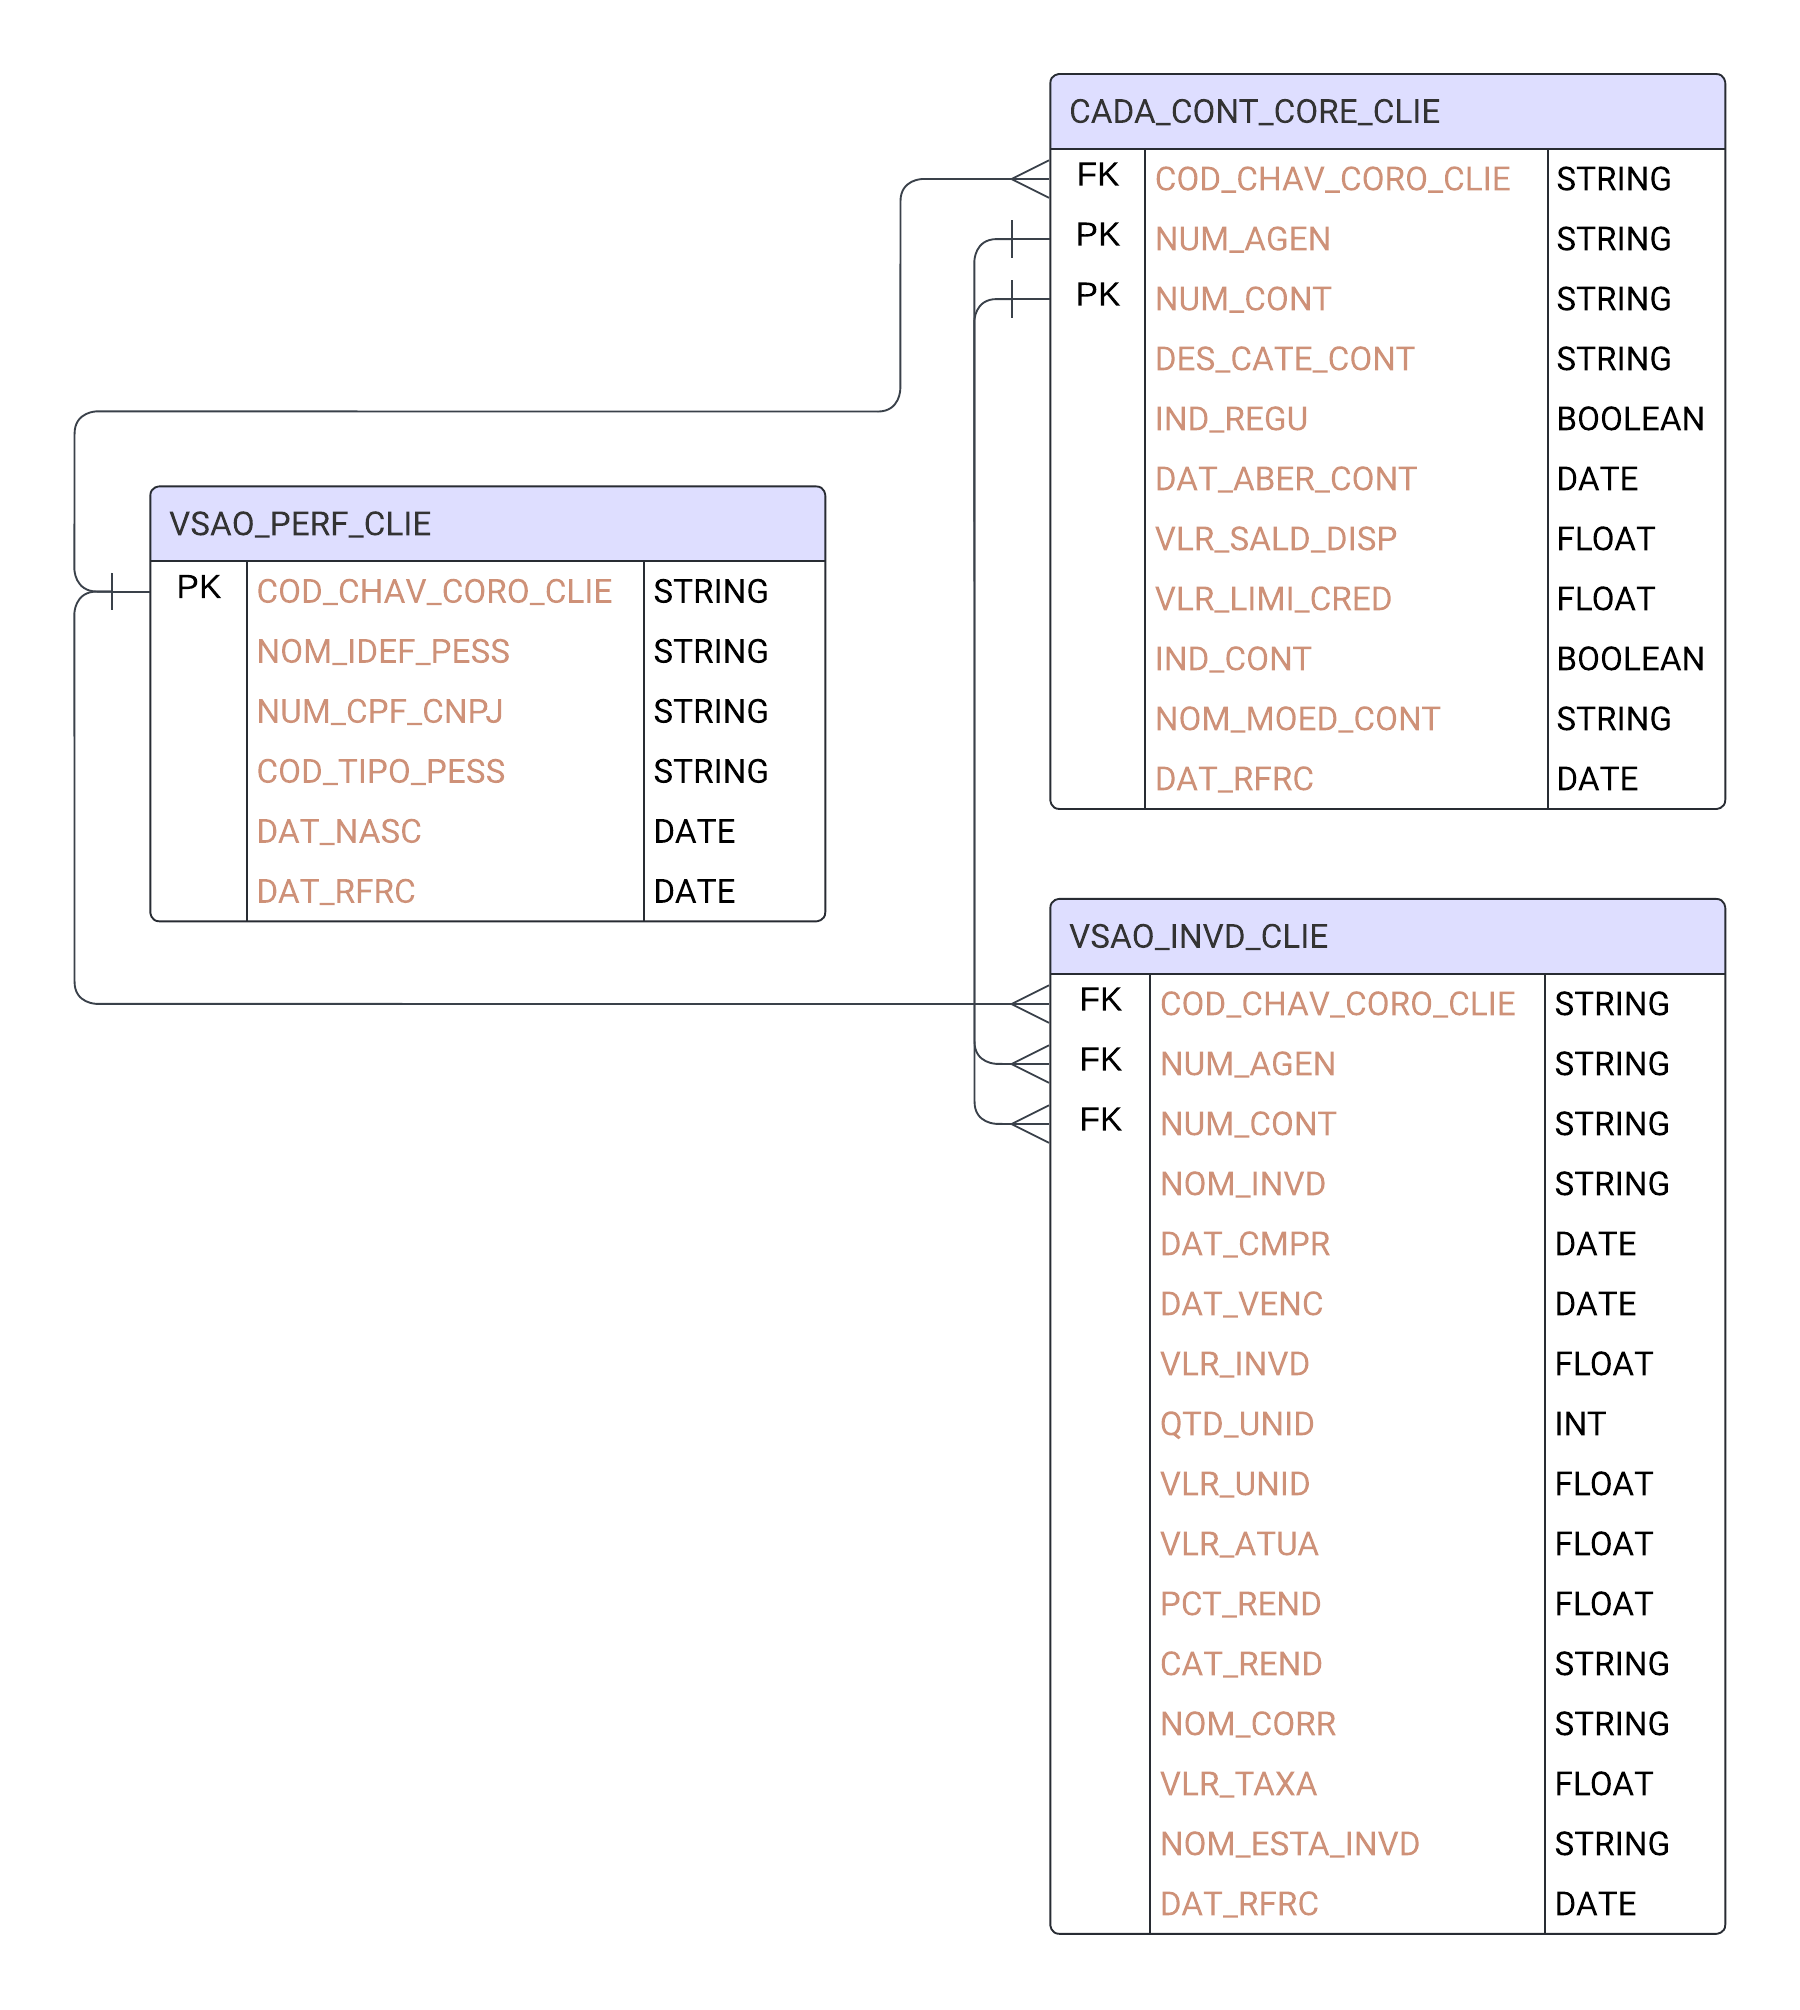 CADA_CONT_CORE_CLIE
FK COD_CHAV_CORO_CLIE STRING
PK NUM_AGEN STRING
PK NUM_CONT STRING
DES_CATE_CONT STRING
IND_REGU BOOLEAN
DAT_ABER_CONT DATE
VLR_SALD_DISP FLOAT
VLR_LIMI_CRED FLOAT
IND_CONT BOOLEAN
NOM_MOED_CONT STRING
DAT_RFRC DATE
VSAO_PERF_CLIE
PK COD_CHAV_CORO_CLIE STRING
NOM_IDEF_PESS STRING
NUM_CPF_CNPJ STRING
COD_TIPO_PESS STRING
DAT_NASC DATE
DAT_RFRC DATE
VSAO_INVD_CLIE
FK COD_CHAV_CORO_CLIE STRING
FK NUM_AGEN STRING
FK NUM_CONT STRING
NOM_INVD STRING
DAT_CMPR DATE
DAT_VENC DATE
VLR_INVD FLOAT
QTD_UNID INT
VLR_UNID FLOAT
VLR_ATUA FLOAT
PCT_REND FLOAT
CAT_REND STRING
NOM_CORR STRING
VLR_TAXA FLOAT
NOM_ESTA_INVD STRING
DAT_RFRC DATE